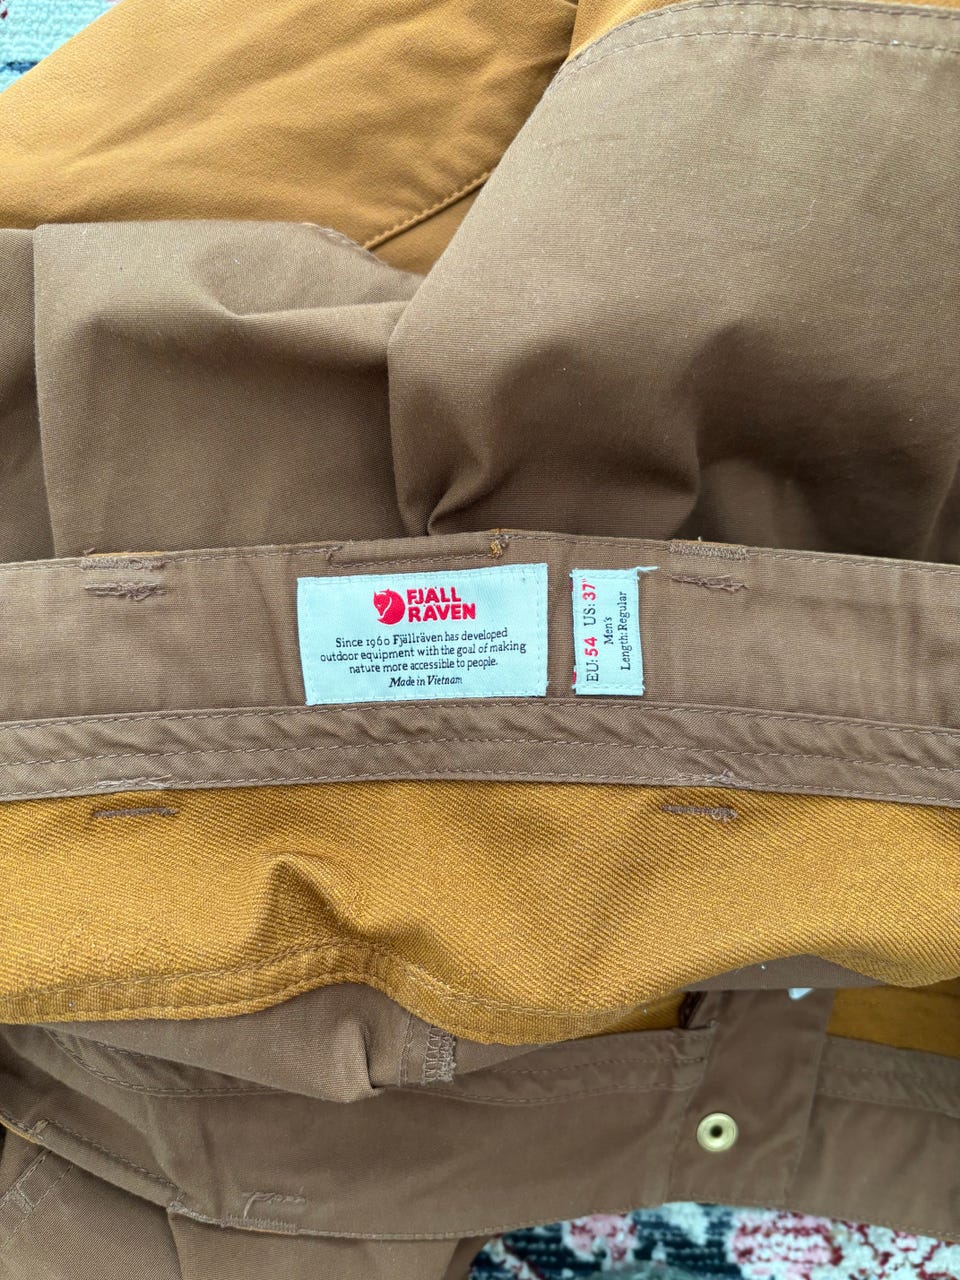 FJÄLL
RÄVEN
Since 1960 Fjällräven has developed
outdoor equipment with the goal of making
nature more accessible to people.
Made in Vietnam
EU: 54 US: 37"
Men's
Length: Regular